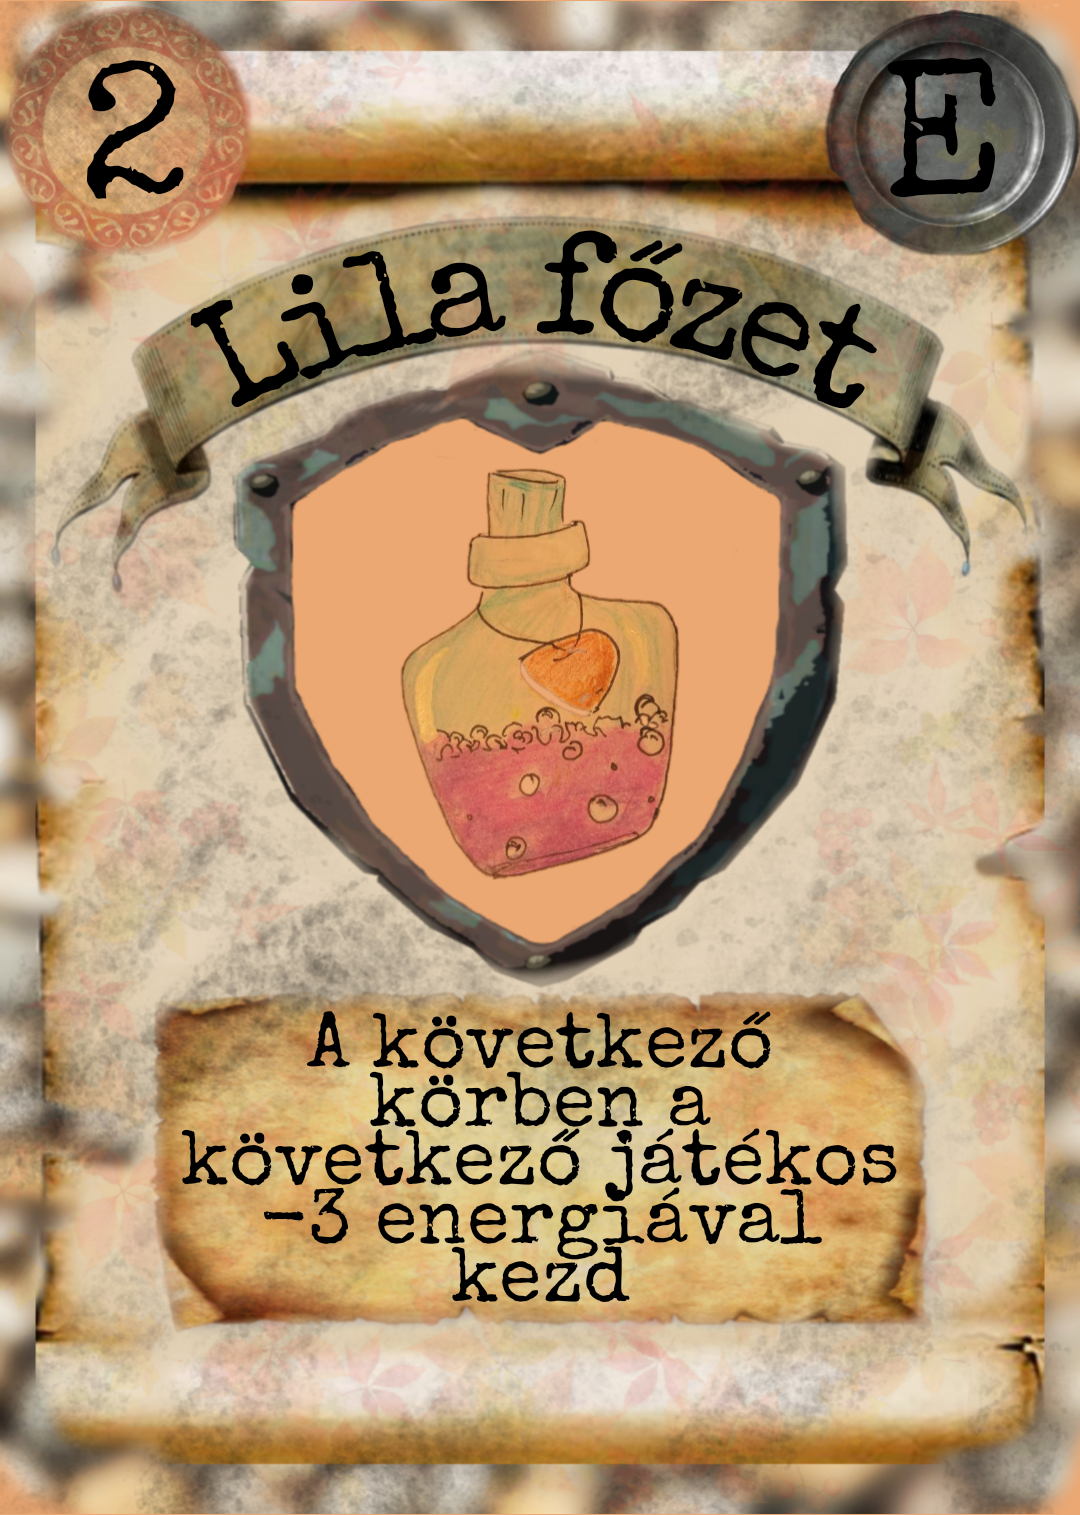 2
E
Lila főzet
A következő
körben a
következő játékos
-3 energiával
kezd